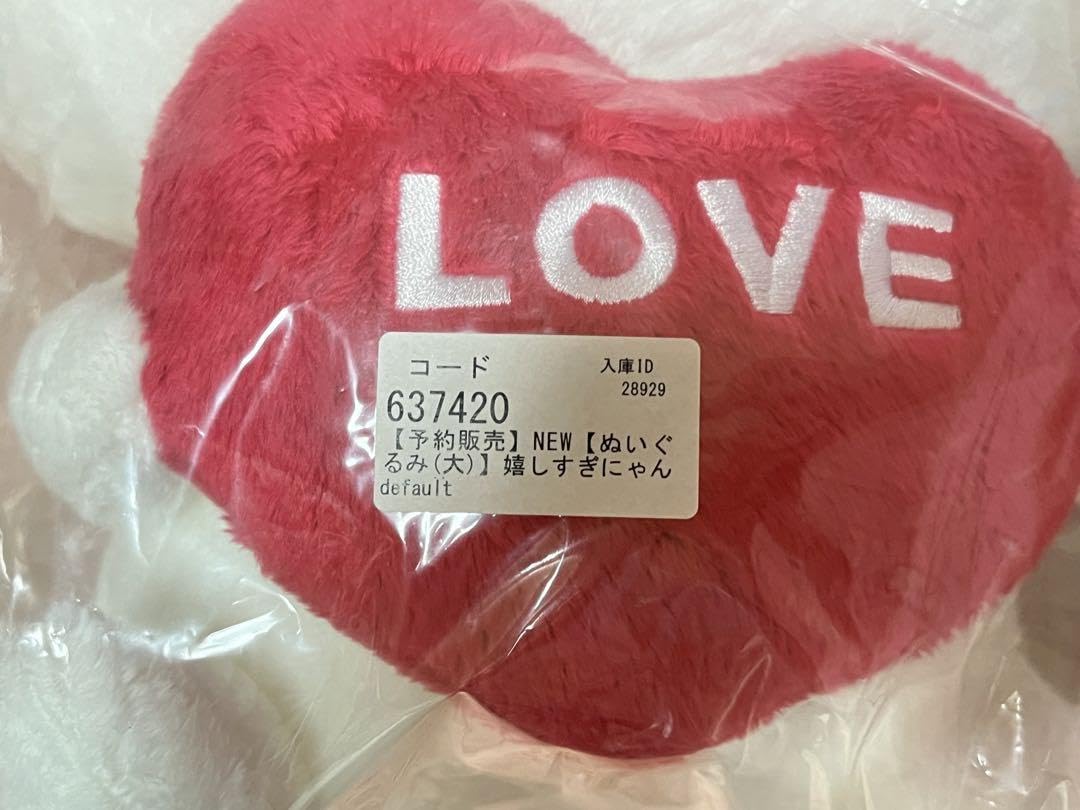 LOVE
コード 入庫ID
28929
637420
【予約販売】NEW【ぬいぐ
るみ(大)】嬉しすぎにゃん
default